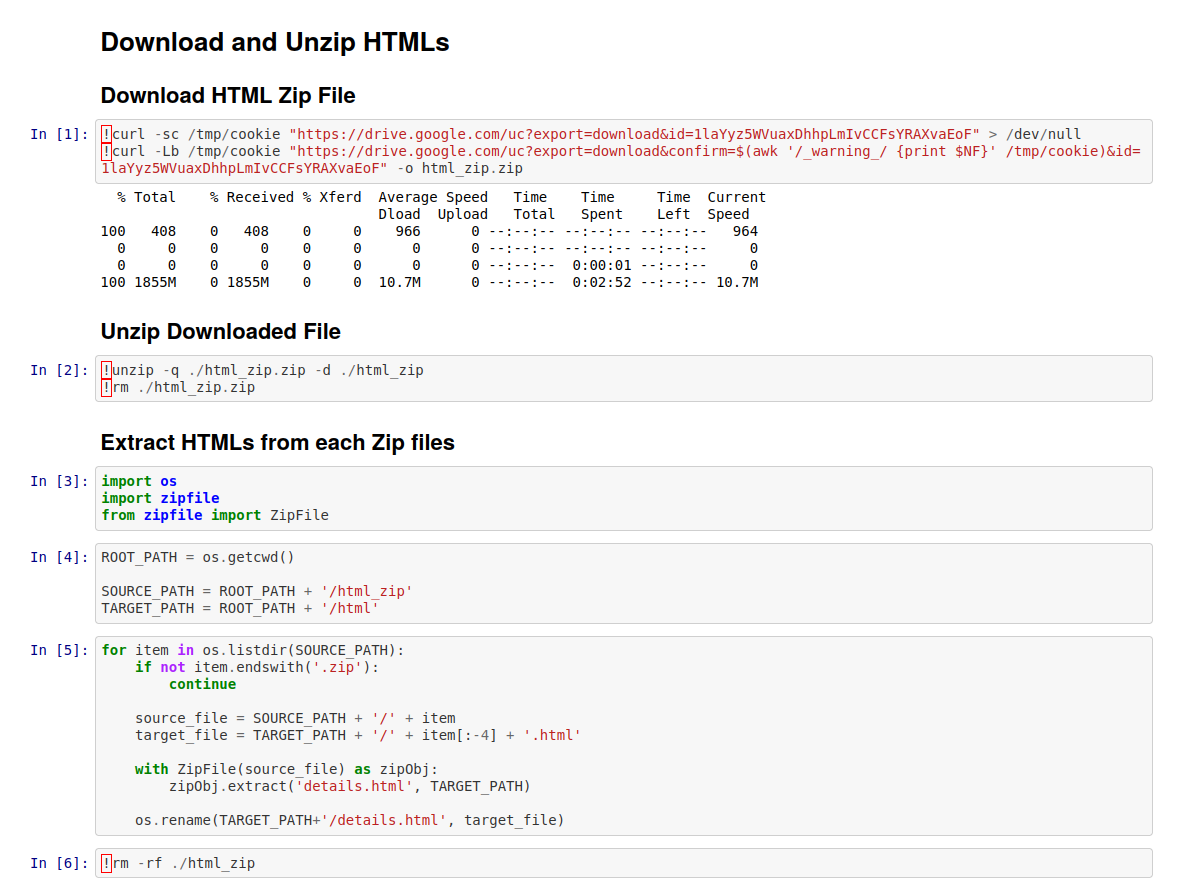 Download and Unzip HTMLs
Download HTML Zip File
In [1]: !curl -sc /tmp/cookie "https://drive.google.com/uc?export=download&id=1laYyz5WVuaxDhhpLmIvCCFsYRAXvaEoF" > /dev/null
!curl -Lb /tmp/cookie "https://drive.google.com/uc?export=download&confirm=$(awk '/_warning_/ {print $NF}' /tmp/cookie)&id=
1laYyz5WVuaxDhhpLmIvCCFsYRAXvaEoF" -o html_zip.zip
  % Total    % Received % Xferd  Average Speed   Time    Time     Time  Current
                                 Dload  Upload   Total   Spent    Left  Speed
100   408    0   408    0     0    966      0 --:--:-- --:--:-- --:--:--   964
  0     0    0     0    0     0      0      0 --:--:-- --:--:-- --:--:--     0
  0     0    0     0    0     0      0      0 --:--:--  0:00:01 --:--:--     0
100 1855M    0 1855M    0     0  10.7M      0 --:--:--  0:02:52 --:--:-- 10.7M
Unzip Downloaded File
In [2]: !unzip -q ./html_zip.zip -d ./html_zip
!rm ./html_zip.zip
Extract HTMLs from each Zip files
In [3]: import os
import zipfile
from zipfile import ZipFile
In [4]: ROOT_PATH = os.getcwd()
SOURCE_PATH = ROOT_PATH + '/html_zip'
TARGET_PATH = ROOT_PATH + '/html'
In [5]: for item in os.listdir(SOURCE_PATH):
    if not item.endswith('.zip'):
        continue
    source_file = SOURCE_PATH + '/' + item
    target_file = TARGET_PATH + '/' + item[:-4] + '.html'
    with ZipFile(source_file) as zipObj:
        zipObj.extract('details.html', TARGET_PATH)
    os.rename(TARGET_PATH+'/details.html', target_file)
In [6]: !rm -rf ./html_zip